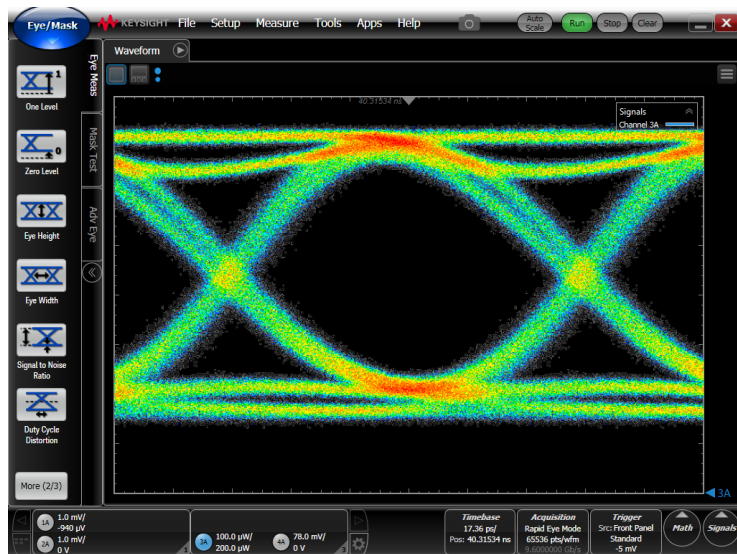 Eye/Mask
KEYSIGHT File Setup Measure Tools Apps Help
Auto Scale
Run
Stop
Clear
X
Waveform
Eye Meas
Mask Test
Adv Eye
One Level
Zero Level
Eye Height
Eye Width
Signal to Noise
Ratio
Duty Cycle
Distortion
More (2/3)
40.31534 ns
Signals
Channel 3A
3A
1A 1.0 mV/
-940 µV
2A 1.0 mV/
0 V
1
3A 100.0 µW/
200.0 µW
4A 78.0 mV/
0 V
3
Timebase
17.36 ps/
Pos: 40.31534 ns
Acquisition
Rapid Eye Mode
65536 pts/wfm
9.6000000 Gb/s
Trigger
Src: Front Panel
Standard
-5 mV
Math
Signals